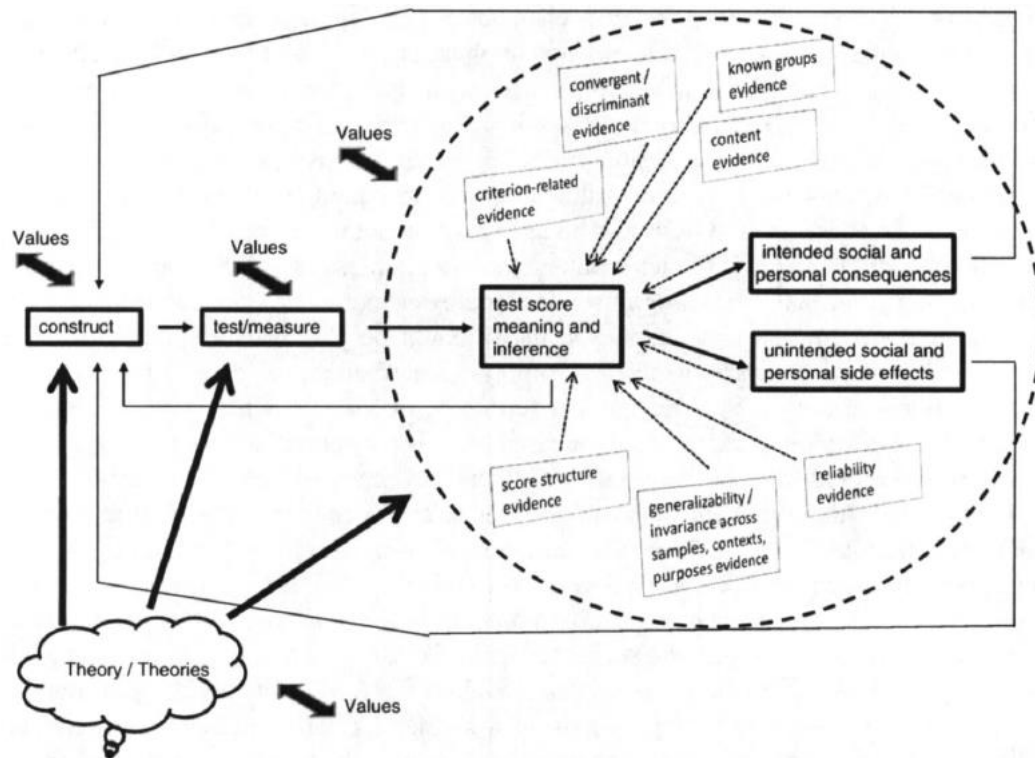 convergent /
discriminant
evidence
known groups
evidence
content
evidence
Values
criterion-related
evidence
Values
Values
intended social and
personal consequences
construct
test/measure
test score
meaning and
inference
unintended social and
personal side effects
score structure
evidence
generalizability /
invariance across
samples, contexts,
purposes evidence
reliability
evidence
Theory / Theories
Values